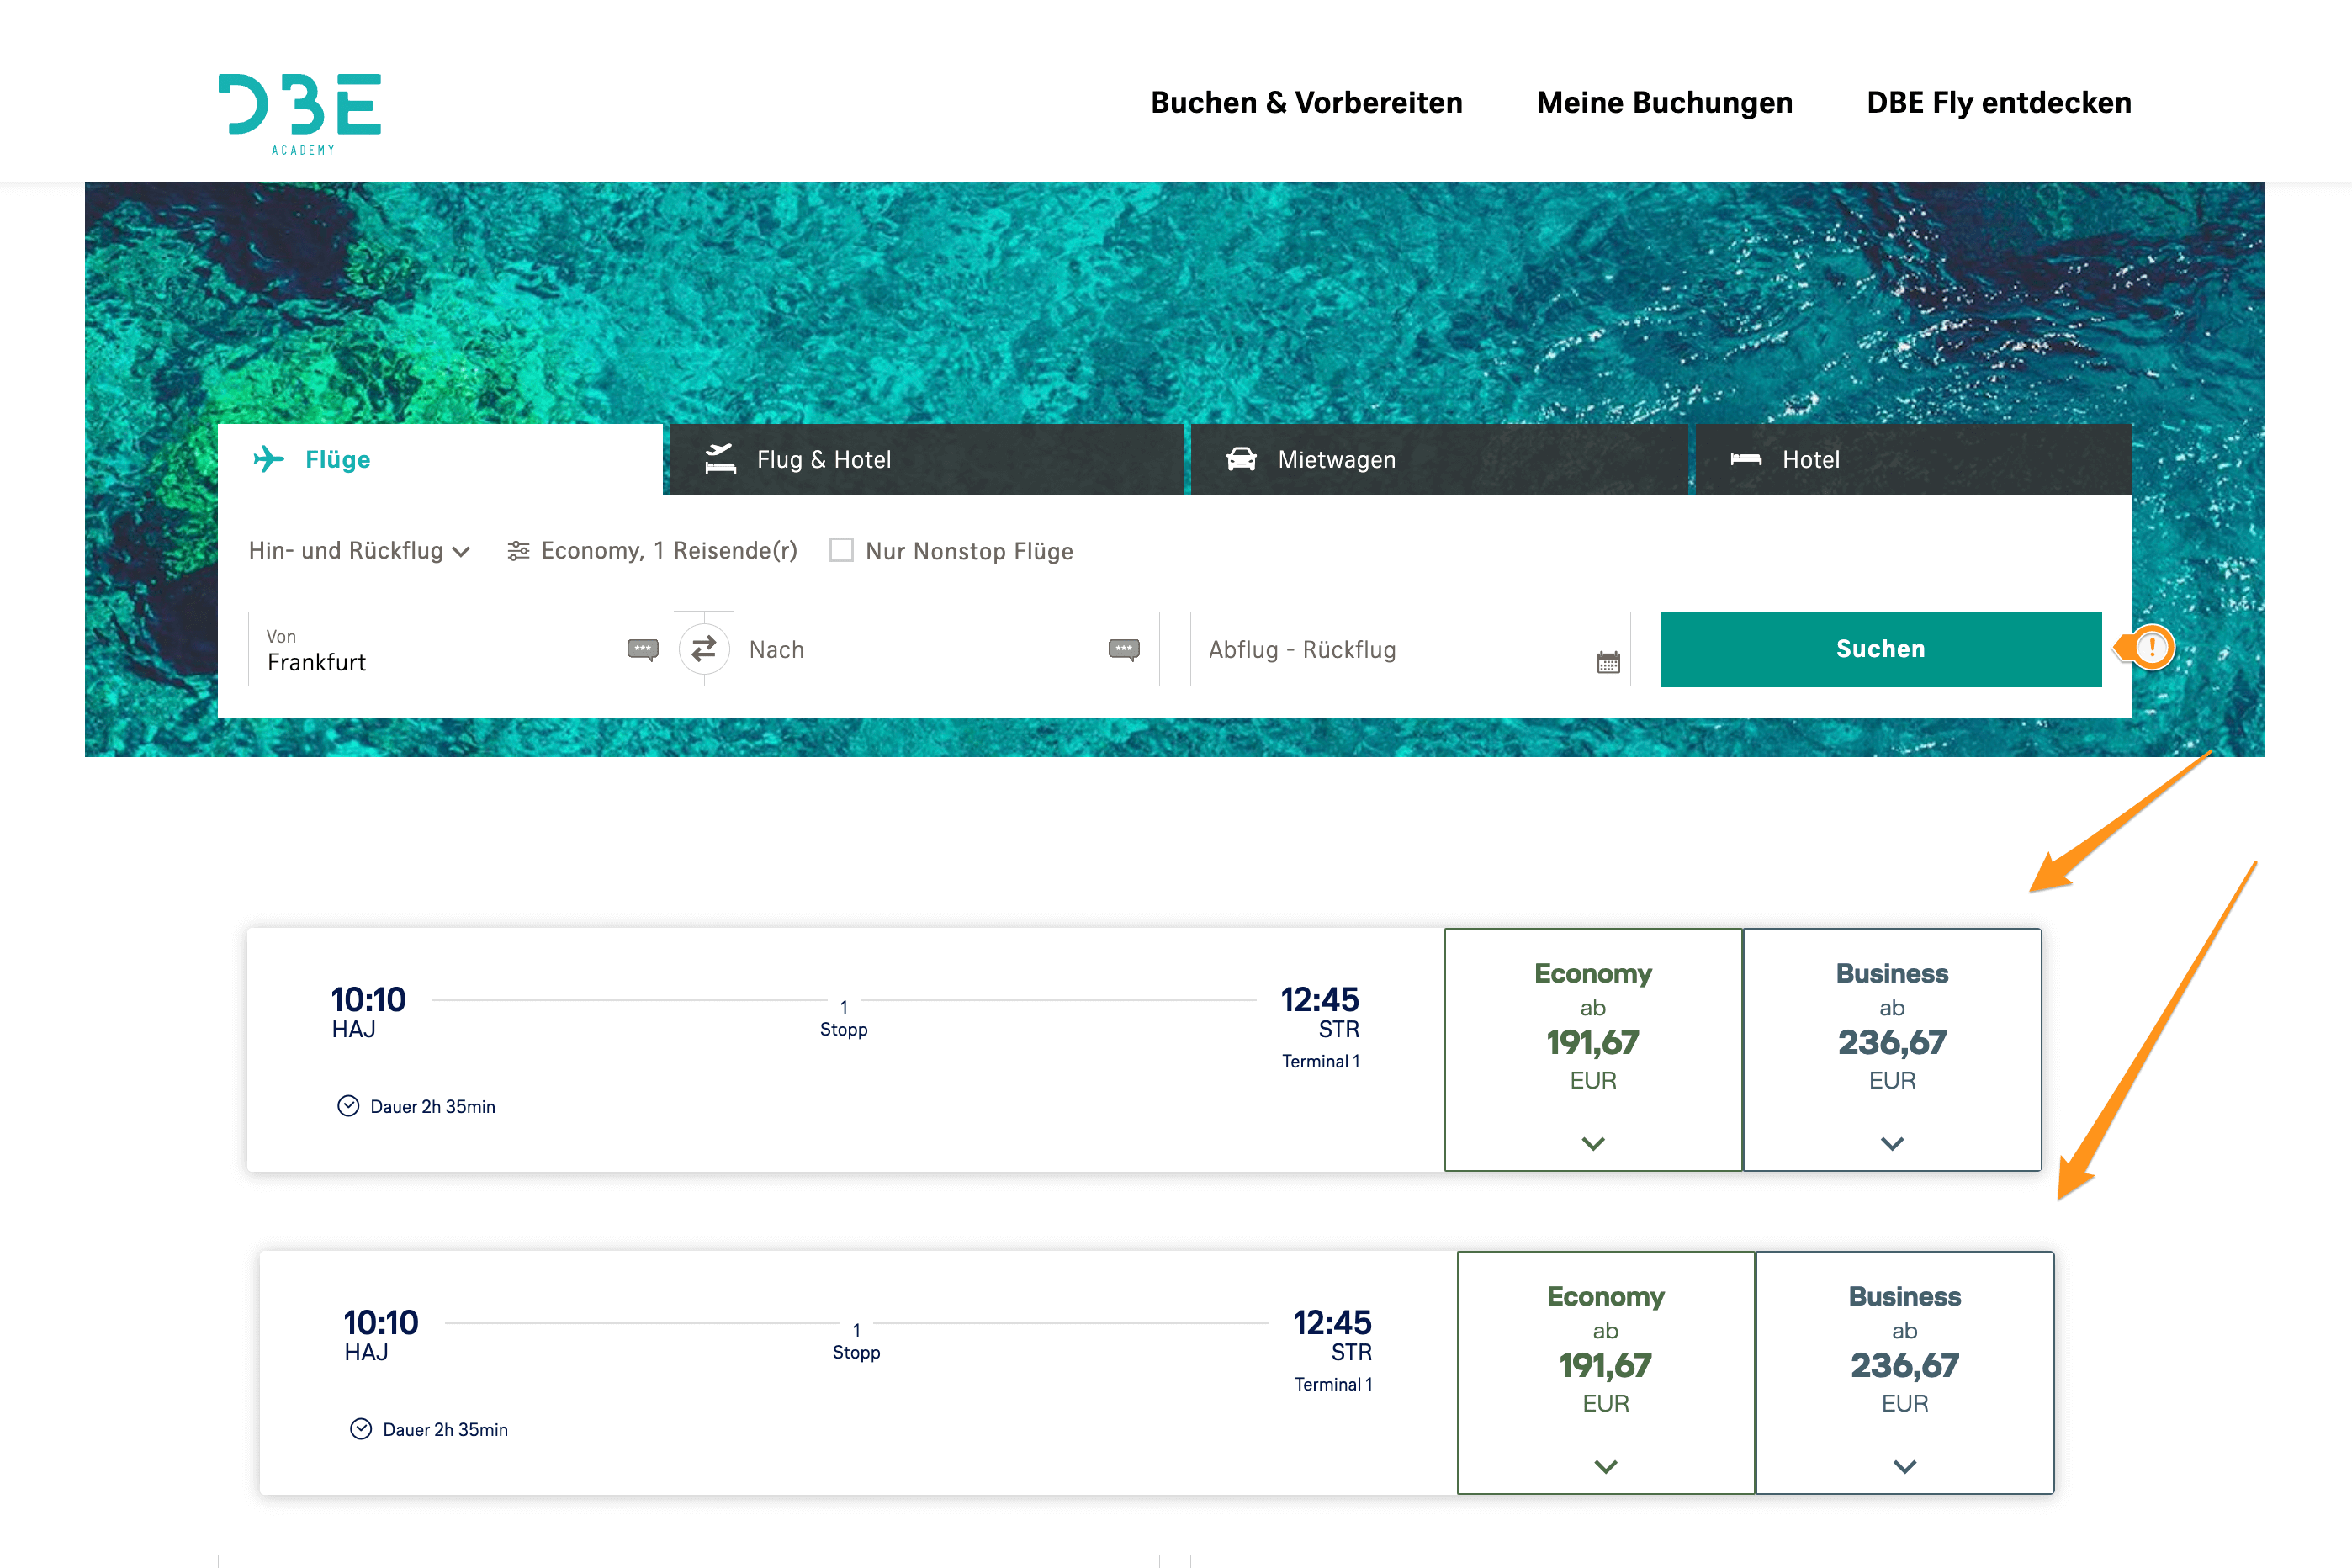 DBE
ACADEMY
Buchen & Vorbereiten Meine Buchungen DBE Fly entdecken
Flüge Flug & Hotel Mietwagen Hotel
Hin- und Rückflug Economy, 1 Reisende(r) Nur Nonstop Flüge
Von
Frankfurt Nach Abflug - Rückflug Suchen
!
Economy Business
ab ab
10:10 1 12:45 191,67 236,67
HAJ Stopp STR EUR EUR
Terminal 1
Dauer 2h 35min
Economy Business
ab ab
10:10 1 12:45 191,67 236,67
HAJ Stopp STR EUR EUR
Terminal 1
Dauer 2h 35min